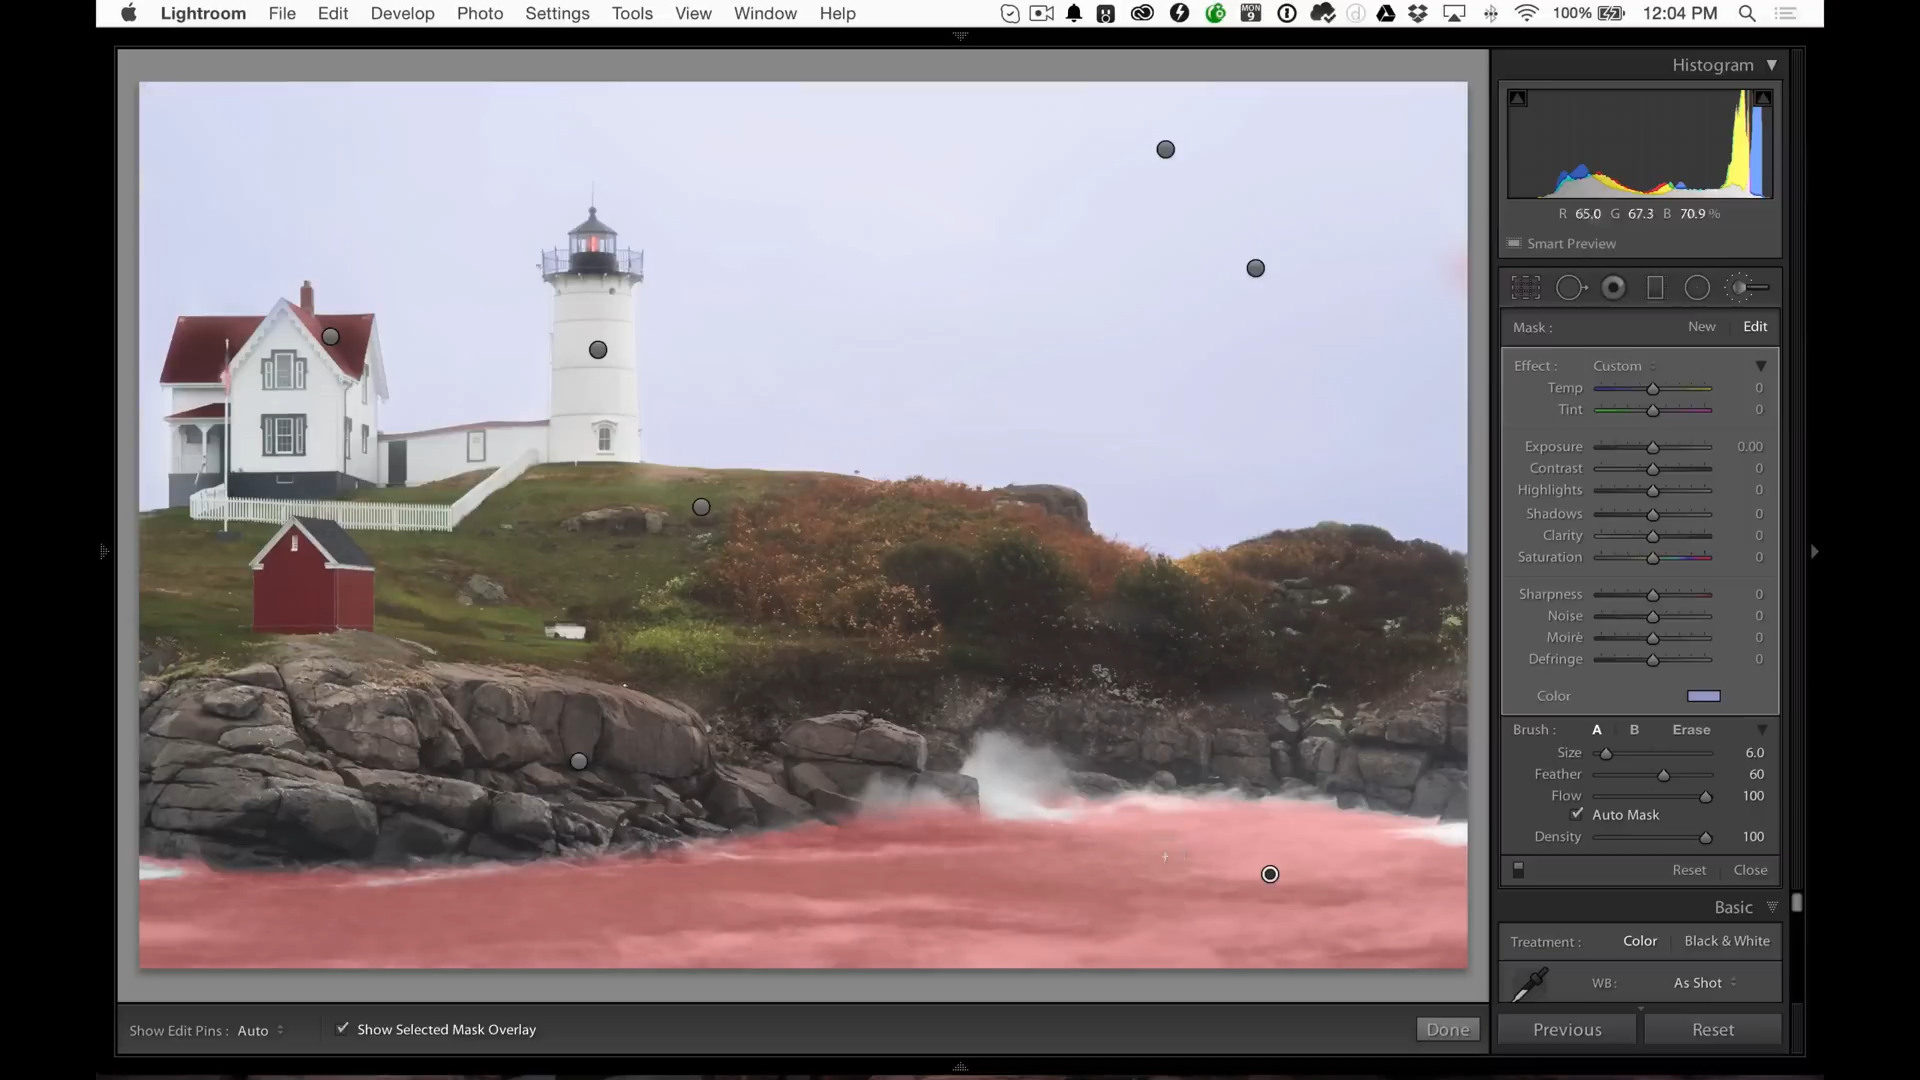 Lightroom File Edit Develop Photo Settings Tools View Window Help MON 9 100% 12:04 PM
Histogram
R 65.0 G 67.3 B 70.9 %
Smart Preview
Mask : New Edit
Effect : Custom
Temp 0
Tint 0
Exposure 0.00
Contrast 0
Highlights 0
Shadows 0
Clarity 0
Saturation 0
Sharpness 0
Noise 0
Moiré 0
Defringe 0
Color
Brush : A B Erase
Size 6.0
Feather 60
Flow 100
Auto Mask
Density 100
Reset Close
Basic
Treatment : Color Black & White
WB : As Shot
Show Edit Pins : Auto Show Selected Mask Overlay Done Previous Reset